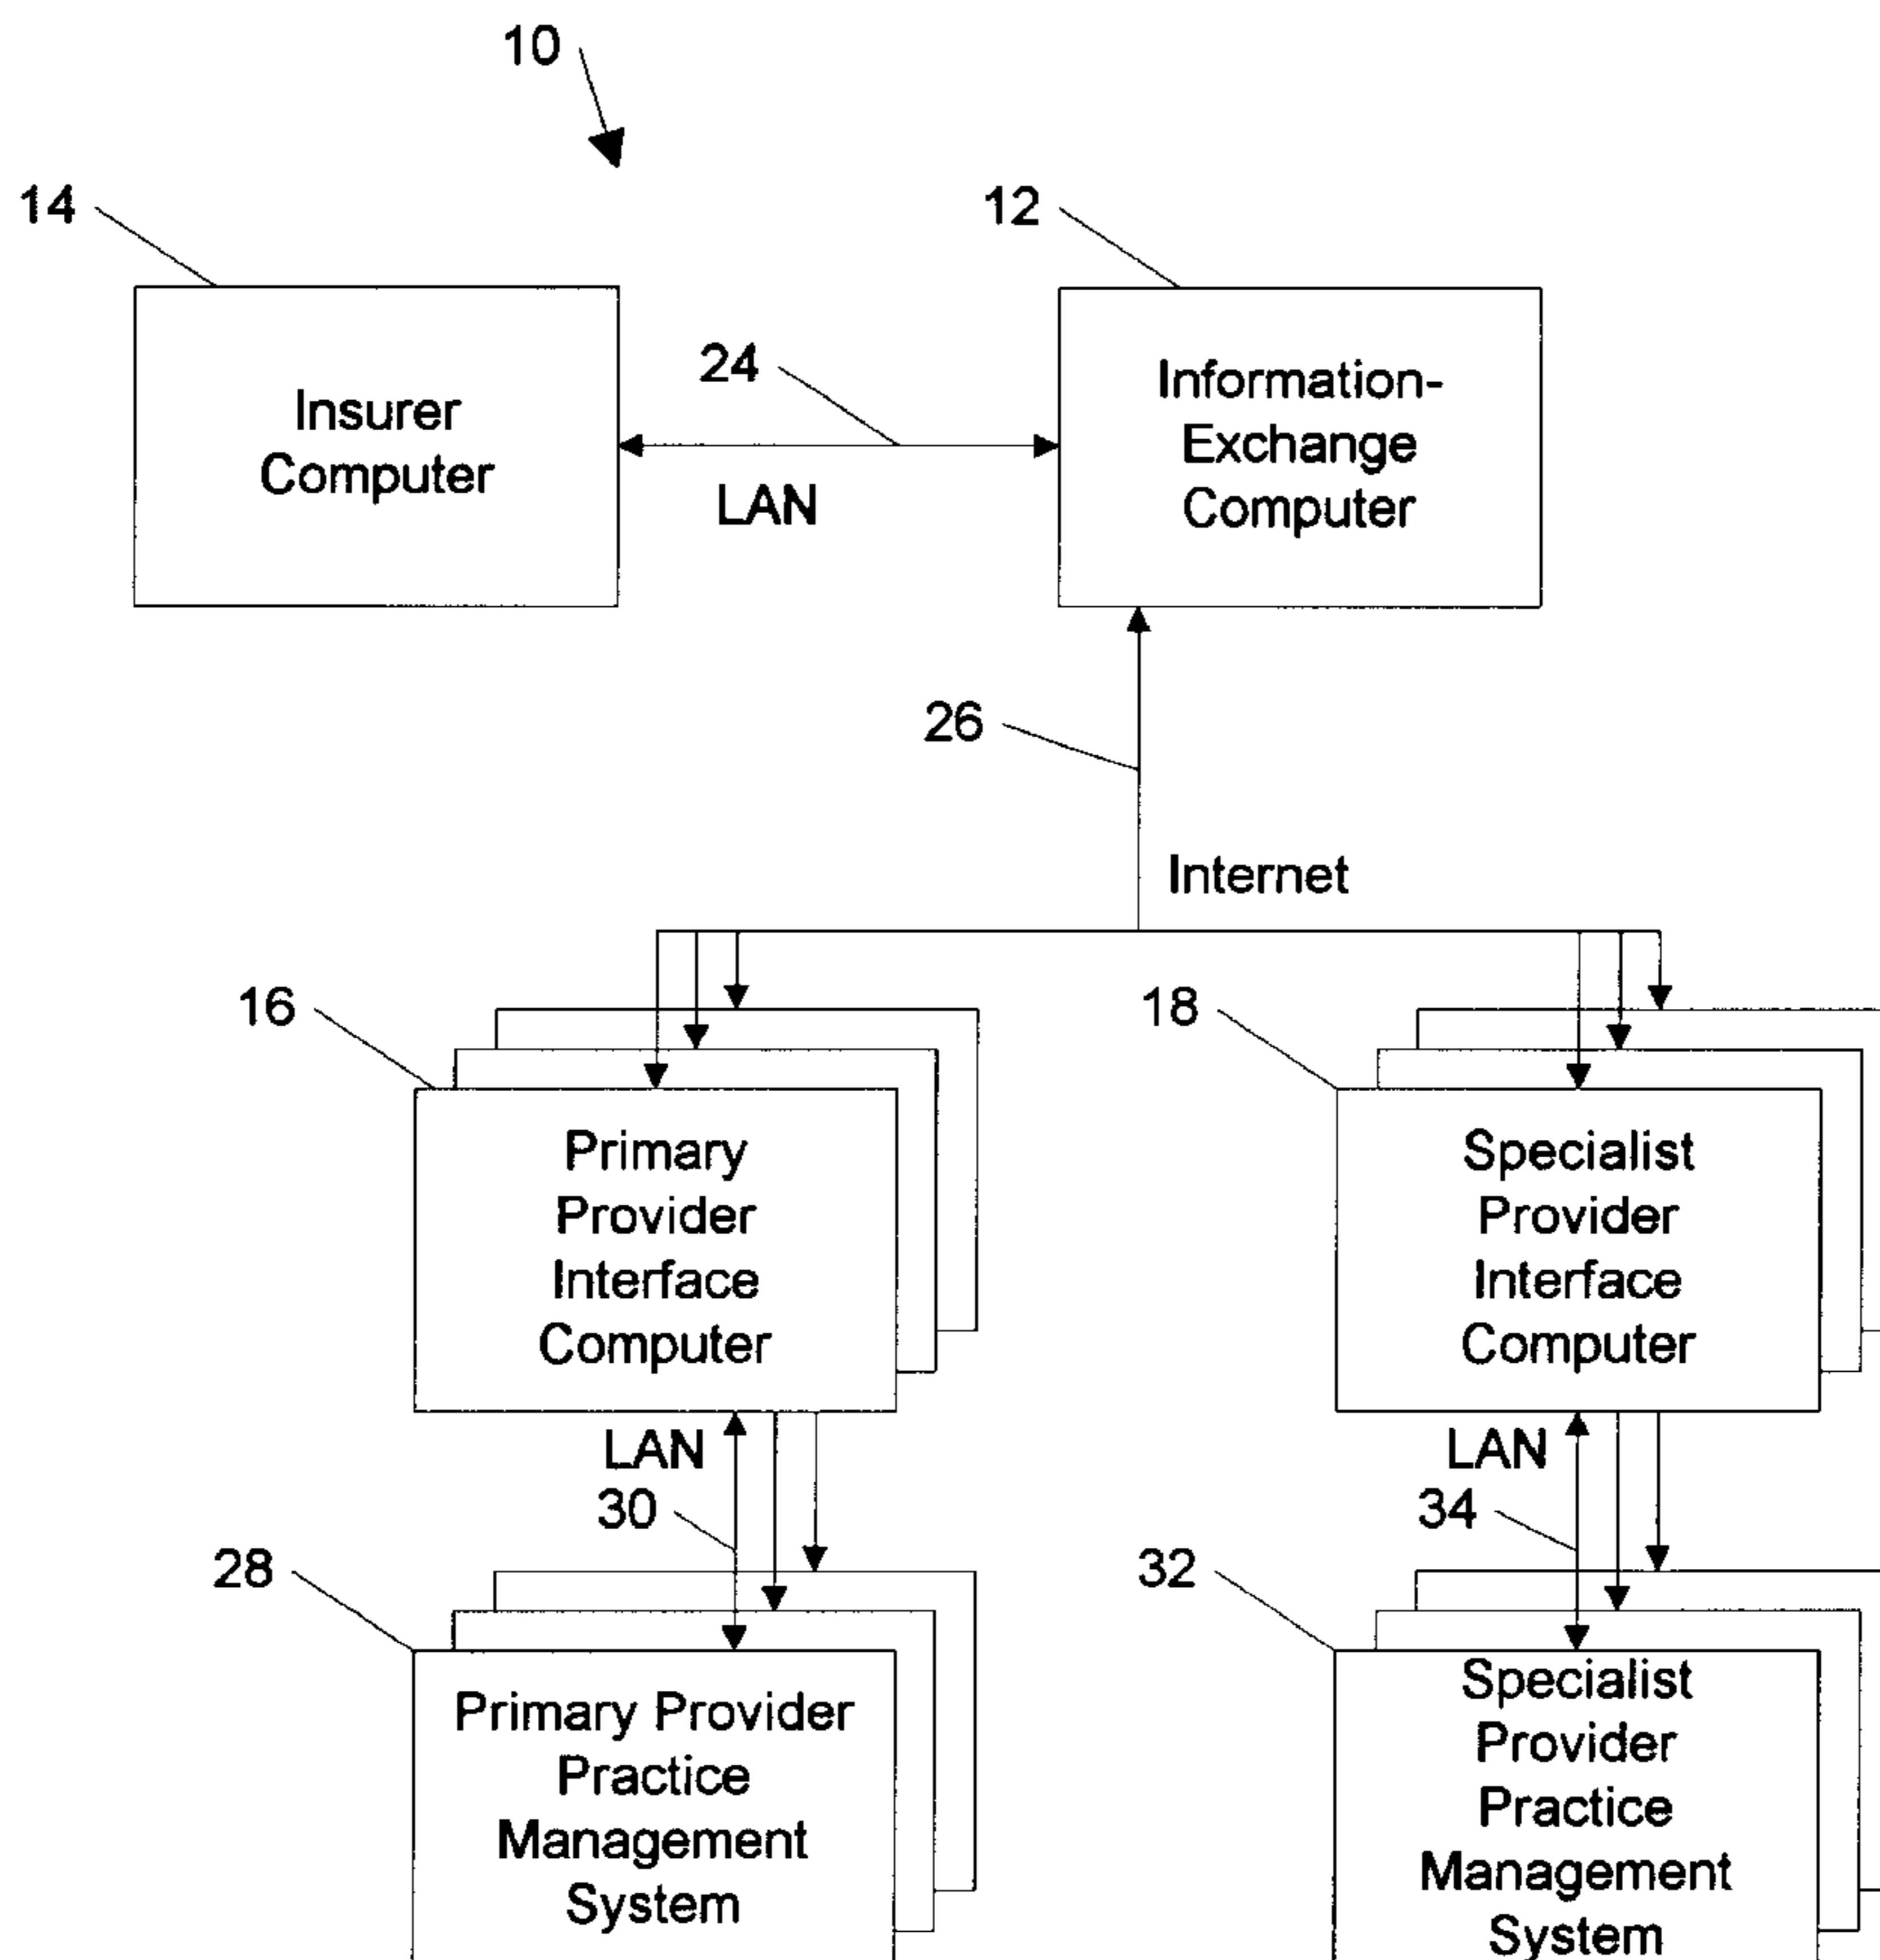 10
14
12
Insurer
Computer
24
LAN
Information-
Exchange
Computer
26
Internet
16
18
Primary
Provider
Interface
Computer
Specialist
Provider
Interface
Computer
LAN
30
LAN
34
28
32
Primary Provider
Practice
Management
System
Specialist
Provider
Practice
Management
System